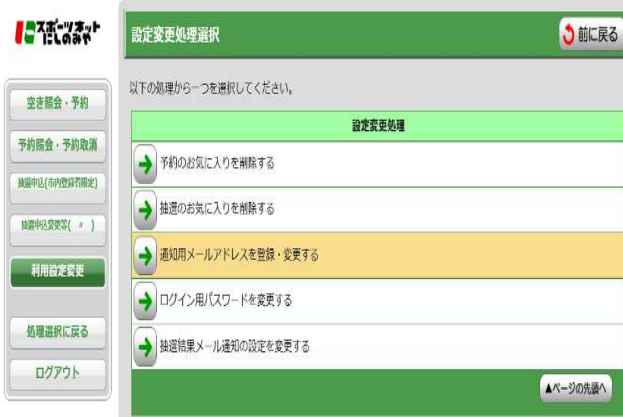 スポーツネット
にしのみや
設定変更処理選択
前に戻る
以下の処理から一つを選択してください。
空き照会・予約
予約照会・予約取消
抽選申込(市内登録者限定)
抽選申込変更等( 〃 )
利用設定変更
処理選択に戻る
ログアウト
設定変更処理
予約のお気に入りを削除する
抽選のお気に入りを削除する
通知用メールアドレスを登録・変更する
ログイン用パスワードを変更する
抽選結果メール通知の設定を変更する
▲ページの先頭へ